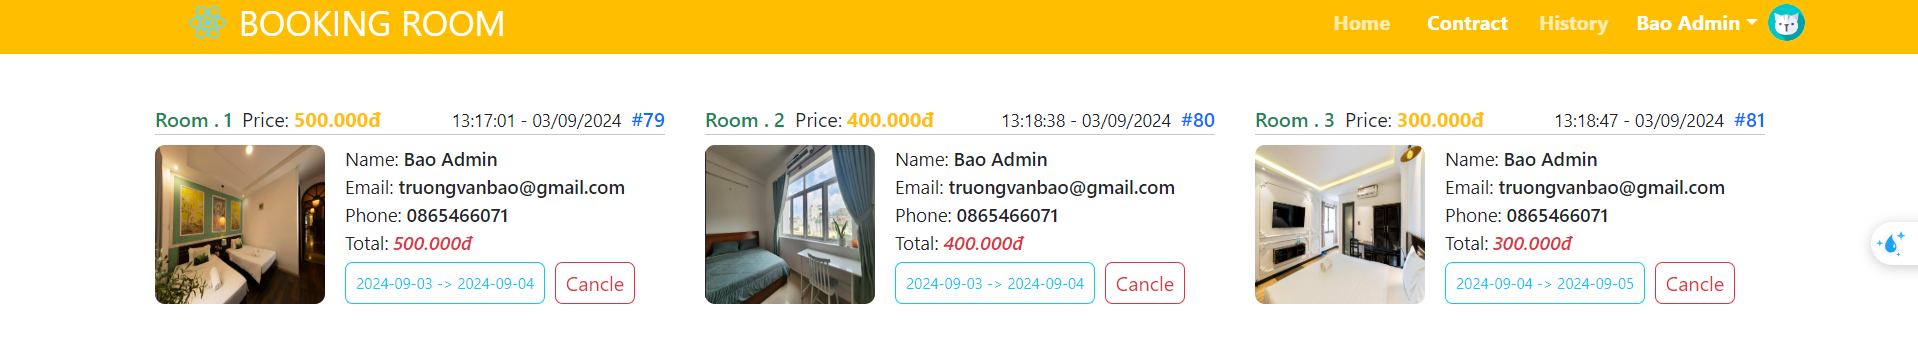 BOOKING ROOM
Home Contract History Bao Admin
Room . 1 Price: 500.000đ 13:17:01 - 03/09/2024 #79
Name: Bao Admin
Email: truongvanbao@gmail.com
Phone: 0865466071
Total: 500.000đ
2024-09-03 -> 2024-09-04 Cancle
Room . 2 Price: 400.000đ 13:18:38 - 03/09/2024 #80
Name: Bao Admin
Email: truongvanbao@gmail.com
Phone: 0865466071
Total: 400.000đ
2024-09-03 -> 2024-09-04 Cancle
Room . 3 Price: 300.000đ 13:18:47 - 03/09/2024 #81
Name: Bao Admin
Email: truongvanbao@gmail.com
Phone: 0865466071
Total: 300.000đ
2024-09-04 -> 2024-09-05 Cancle